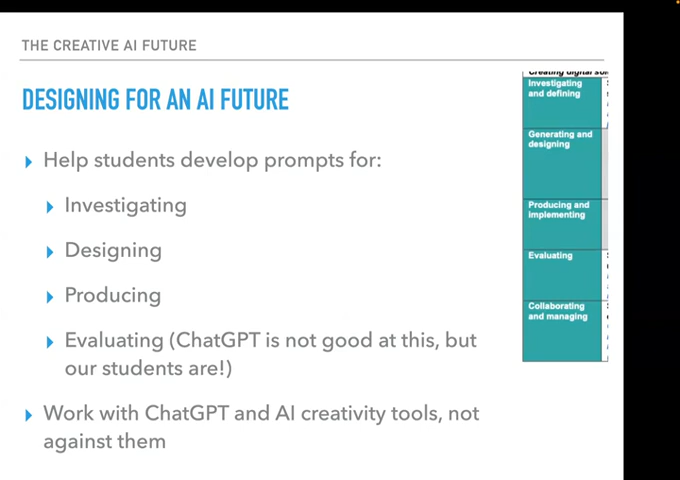 THE CREATIVE AI FUTURE
DESIGNING FOR AN AI FUTURE
Help students develop prompts for:
Investigating
Designing
Producing
Evaluating (ChatGPT is not good at this, but
our students are!)
Work with ChatGPT and AI creativity tools, not
against them
Creating digital
Investigating
and defining
Generating and
designing
Producing and
implementing
Evaluating
Collaborating
and managing